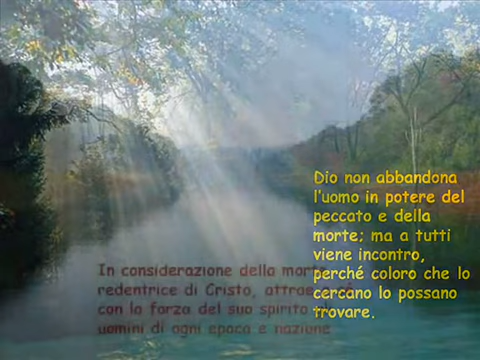 Dio non abbandona
l'uomo in potere del
peccato e della
morte; ma a tutti
viene incontro,
perché coloro che lo
cercano lo possano
trovare.
In considerazione della morte
redentrice di Cristo, attrae
con la forza del suo spirito
uomini di ogni epoca e nazione